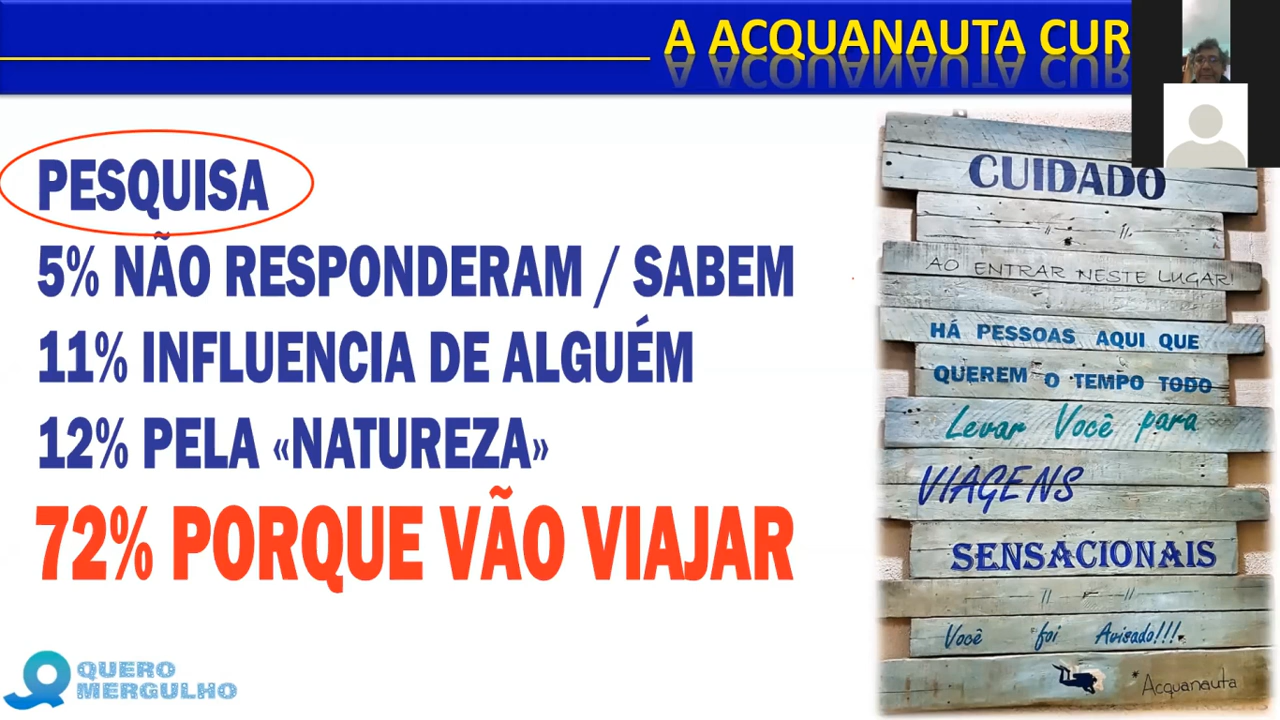 A ACQUANAUTA CUR
PESQUISA
5% NÃO RESPONDERAM / SABEM
11% INFLUENCIA DE ALGUÉM
12% PELA «NATUREZA»
72% PORQUE VÃO VIAJAR
QUERO
MERGULHO
CUIDADO
AO ENTRAR NESTE LUGAR!
HÁ PESSOAS AQUI QUE
QUEREM O TEMPO TODO
Levar Você para
VIAGENS
SENSACIONAIS
Você foi Avisado!!!
Acquanauta